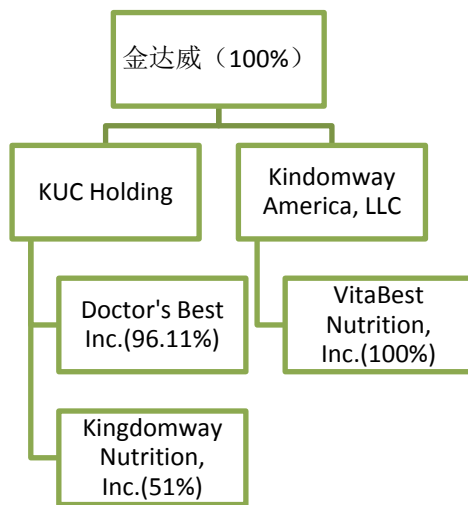 金达威（100%）
KUC Holding
Kindomway
America, LLC
Doctor's Best
Inc.(96.11%)
VitaBest
Nutrition,
Inc.(100%)
Kingdomway
Nutrition,
Inc.(51%)